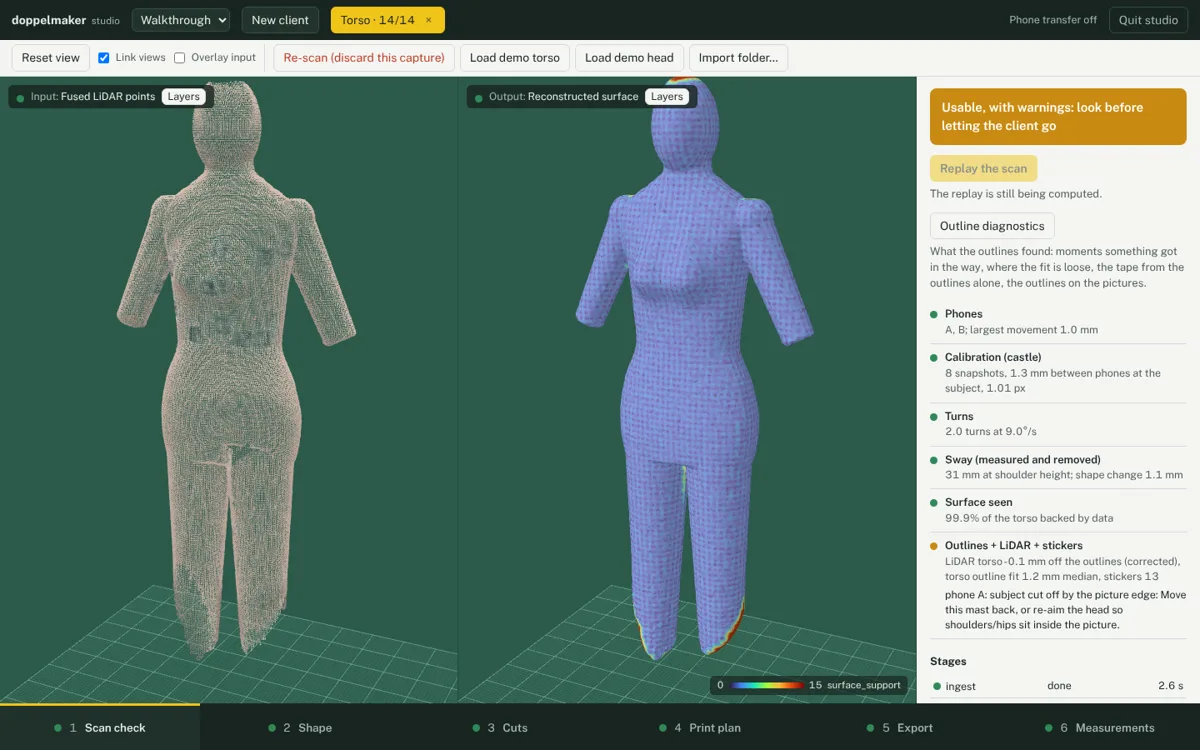 doppelmaker studio Walkthrough New client Torso · 14/14 × Phone transfer off Quit studio
Reset view Link views Overlay input Re-scan (discard this capture) Load demo torso Load demo head Import folder...
Input: Fused LiDAR points Layers
Output: Reconstructed surface Layers
Usable, with warnings: look before
letting the client go
Replay the scan
The replay is still being computed.
Outline diagnostics
What the outlines found: moments something got
in the way, where the fit is loose, the tape from the
outlines alone, the outlines on the pictures.
Phones
A, B; largest movement 1.0 mm
Calibration (castle)
8 snapshots, 1.3 mm between phones at the
subject, 1.01 px
Turns
2.0 turns at 9.0°/s
Sway (measured and removed)
31 mm at shoulder height; shape change 1.1 mm
Surface seen
99.9% of the torso backed by data
Outlines + LiDAR + stickers
LiDAR torso -0.1 mm off the outlines (corrected),
torso outline fit 1.2 mm median, stickers 13
phone A: subject cut off by the picture edge: Move
this mast back, or re-aim the head so
shoulders/hips sit inside the picture.
Stages
ingest done 2.6 s
0 15 surface_support
1 Scan check 2 Shape 3 Cuts 4 Print plan 5 Export 6 Measurements